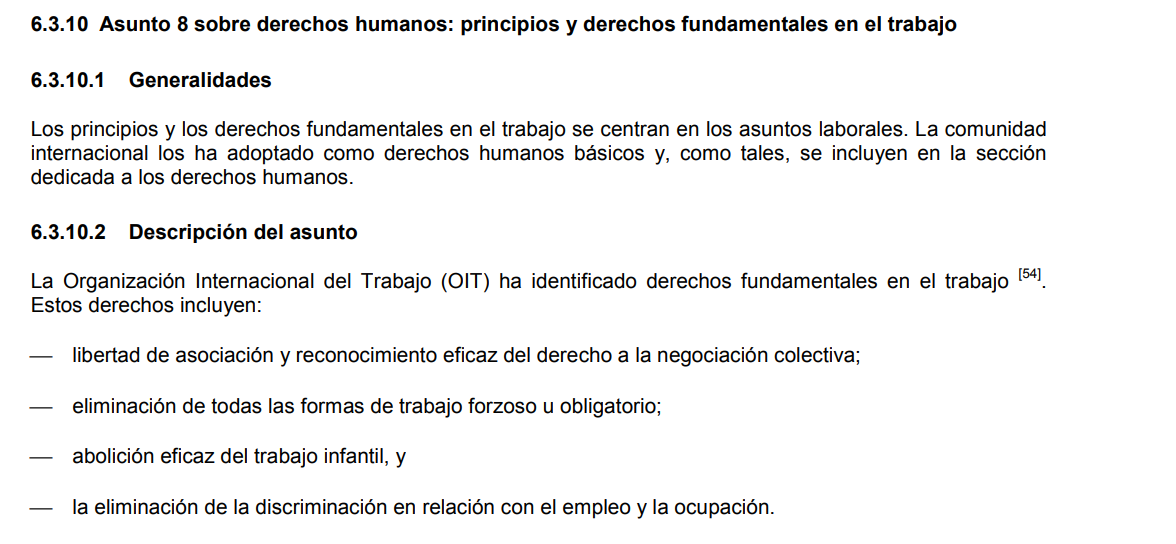 6.3.10 Asunto 8 sobre derechos humanos: principios y derechos fundamentales en el trabajo
6.3.10.1 Generalidades
Los principios y los derechos fundamentales en el trabajo se centran en los asuntos laborales. La comunidad
internacional los ha adoptado como derechos humanos básicos y, como tales, se incluyen en la sección
dedicada a los derechos humanos.
6.3.10.2 Descripción del asunto
La Organización Internacional del Trabajo (OIT) ha identificado derechos fundamentales en el trabajo [54].
Estos derechos incluyen:
— libertad de asociación y reconocimiento eficaz del derecho a la negociación colectiva;
— eliminación de todas las formas de trabajo forzoso u obligatorio;
— abolición eficaz del trabajo infantil, y
— la eliminación de la discriminación en relación con el empleo y la ocupación.